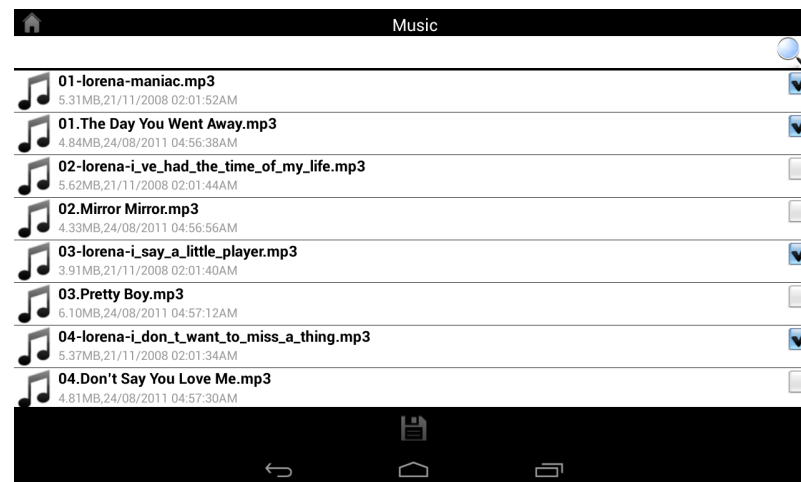 Music
01-lorena-maniac.mp3
5.31MB,21/11/2008 02:01:52AM
01.The Day You Went Away.mp3
4.84MB,24/08/2011 04:56:38AM
02-lorena-i_ve_had_the_time_of_my_life.mp3
5.62MB,21/11/2008 02:01:44AM
02.Mirror Mirror.mp3
4.33MB,24/08/2011 04:56:56AM
03-lorena-i_say_a_little_player.mp3
3.91MB,21/11/2008 02:01:40AM
03.Pretty Boy.mp3
6.10MB,24/08/2011 04:57:12AM
04-lorena-i_don_t_want_to_miss_a_thing.mp3
5.37MB,21/11/2008 02:01:34AM
04.Don't Say You Love Me.mp3
4.81MB,24/08/2011 04:57:30AM